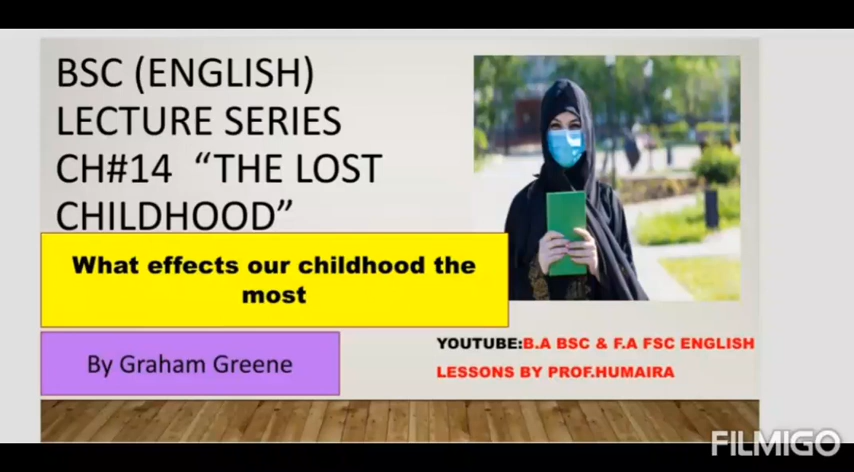 BSC (ENGLISH)
LECTURE SERIES
CH#14 “THE LOST
CHILDHOOD”
What effects our childhood the
most
By Graham Greene
YOUTUBE:B.A BSC & F.A FSC ENGLISH
LESSONS BY PROF.HUMAIRA
FILMIGO